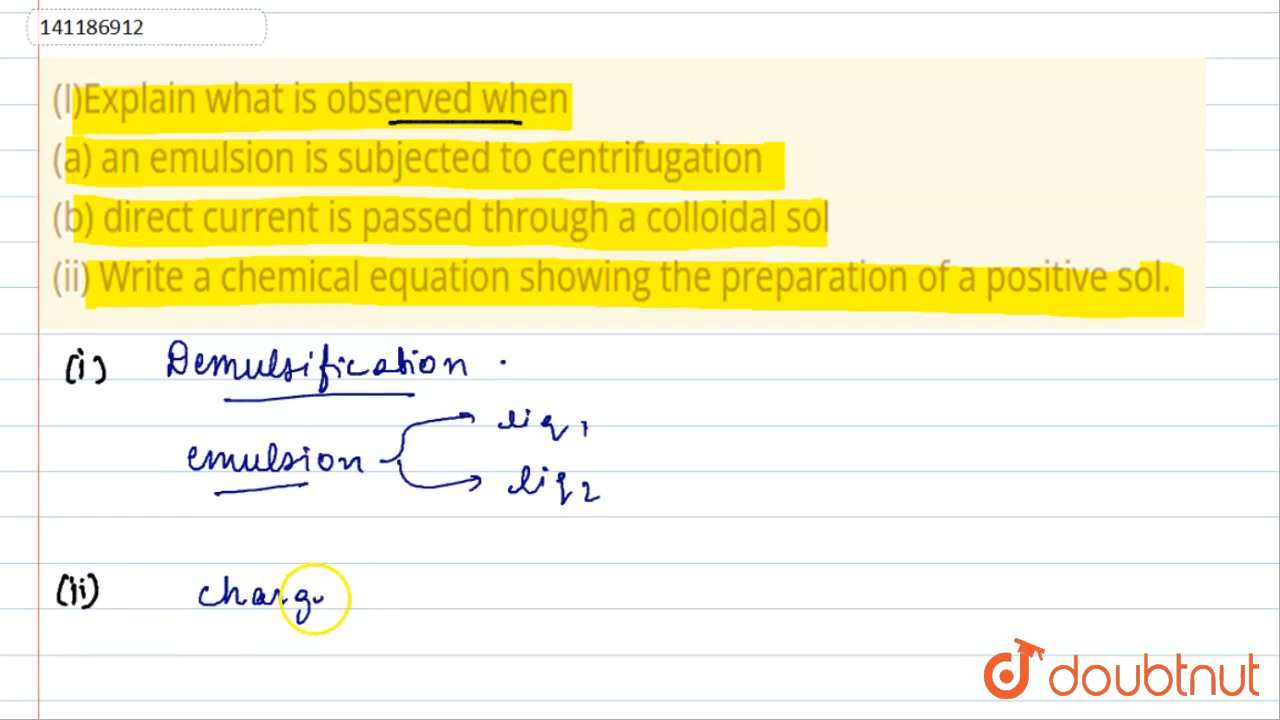 141186912
(I)Explain what is observed when
(a) an emulsion is subjected to centrifugation
(b) direct current is passed through a colloidal sol
(ii) Write a chemical equation showing the preparation of a positive sol.
(i) Demulsification .
liq 1
emulsion
liq 2
(ii)
doubtnut